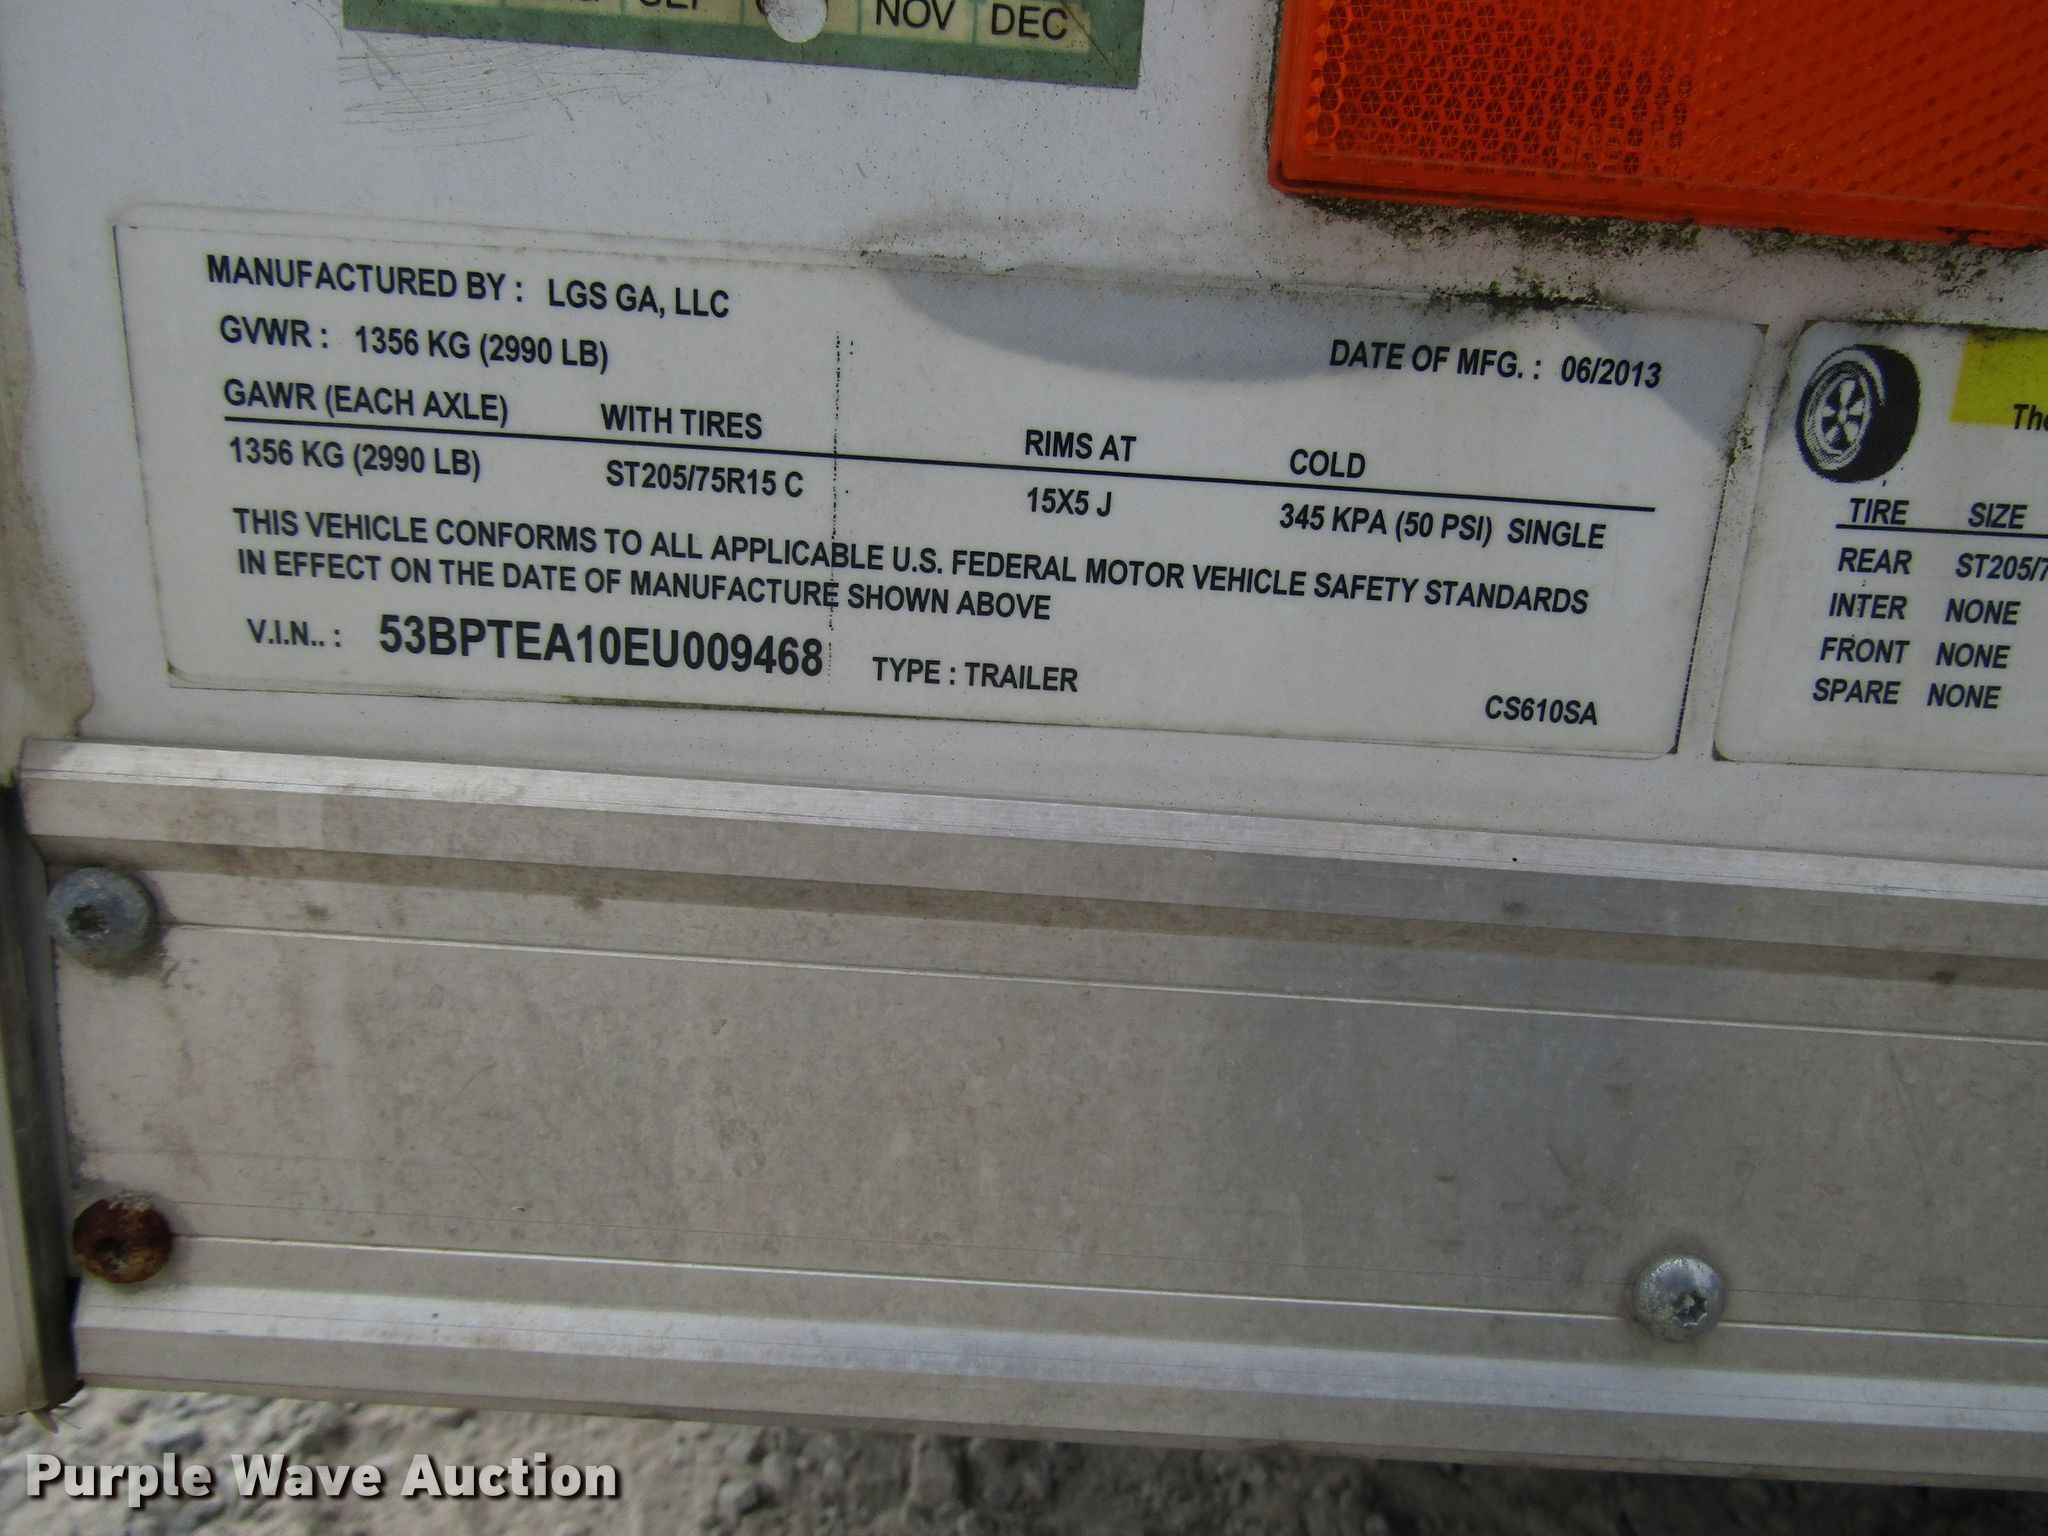 NOV DEC
MANUFACTURED BY : LGS GA, LLC
GVWR : 1356 KG (2990 LB)
DATE OF MFG. : 06/2013
GAWR (EACH AXLE) WITH TIRES RIMS AT COLD
1356 KG (2990 LB) ST205/75R15 C 15X5 J 345 KPA (50 PSI) SINGLE
THIS VEHICLE CONFORMS TO ALL APPLICABLE U.S. FEDERAL MOTOR VEHICLE SAFETY STANDARDS
IN EFFECT ON THE DATE OF MANUFACTURE SHOWN ABOVE
V.I.N.. : 53BPTEA10EU009468 TYPE : TRAILER
CS610SA
TIRE SIZE
REAR ST205/7
INTER NONE
FRONT NONE
SPARE NONE
Purple Wave Auction